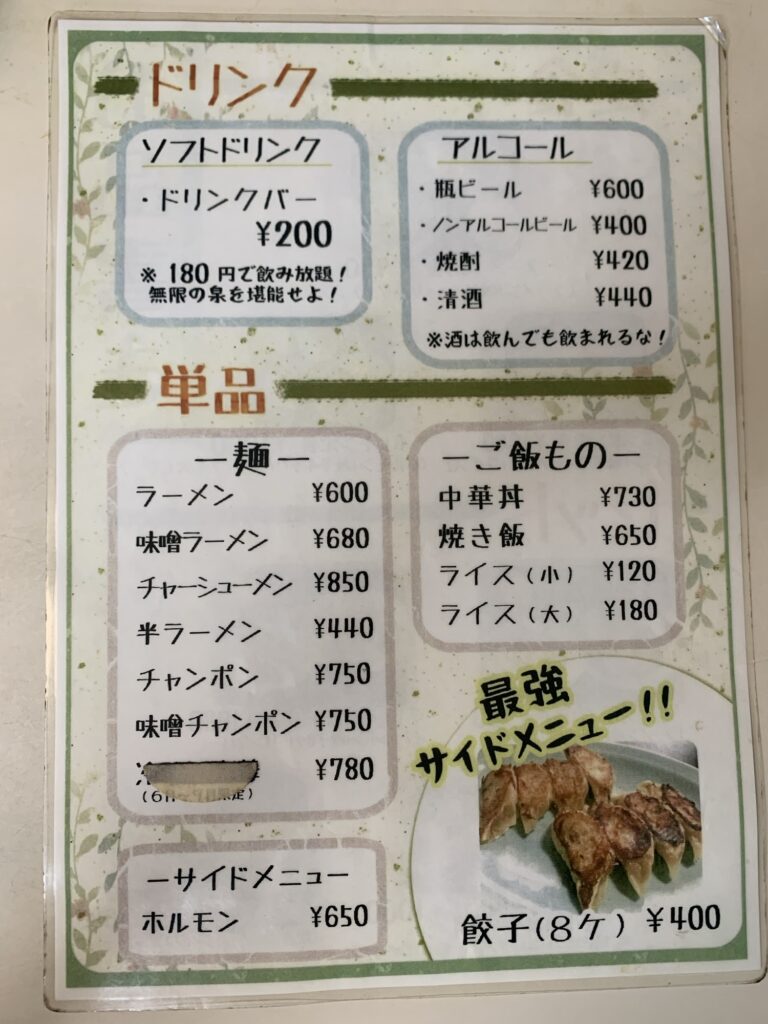 ドリンク
ソフトドリンク
・ドリンクバー
¥200
※ 180円で飲み放題！
無限の泉を堪能せよ！
アルコール
・瓶ビール ¥600
・ノンアルコールビール ¥400
・焼酎 ¥420
・清酒 ¥440
※酒は飲んでも飲まれるな！
単品
ー麺ー
ラーメン ¥600
味噌ラーメン ¥680
チャーシューメン ¥850
半ラーメン ¥440
チャンポン ¥750
味噌チャンポン ¥750
¥780
ーご飯ものー
中華丼 ¥730
焼き飯 ¥650
ライス（小） ¥120
ライス（大） ¥180
最強
サイドメニュー!!
餃子(8ケ) ¥400
ーサイドメニュー
ホルモン ¥650